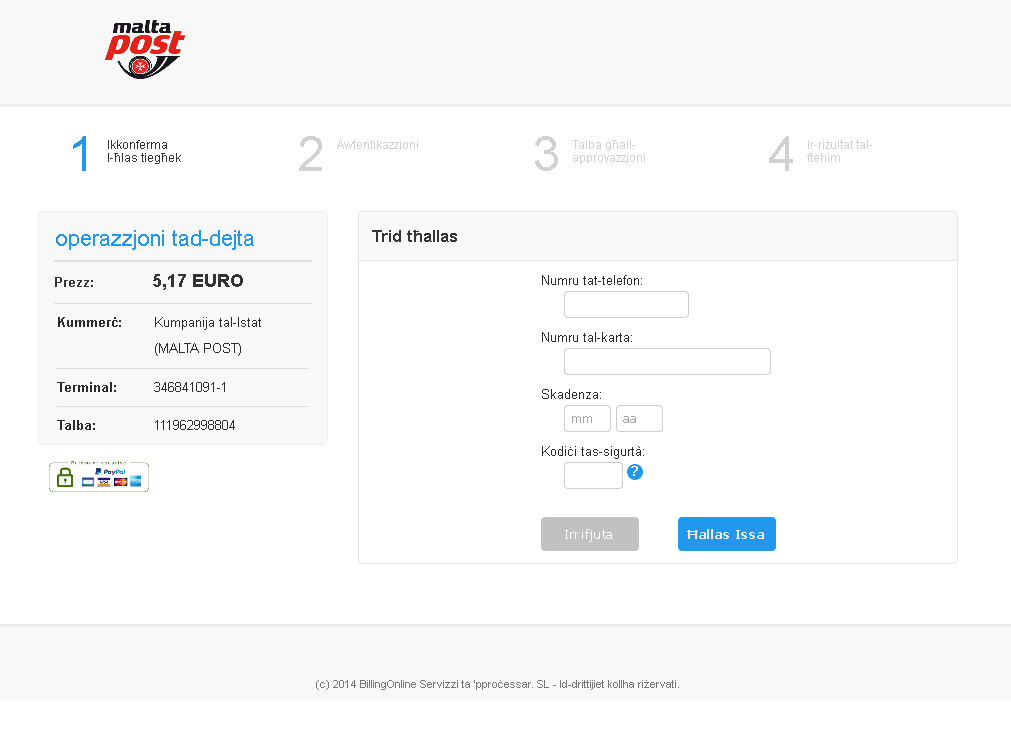 malta
post
1
Ikkonferma
l-ħlas tiegħek
2
Awtentikazzjoni
3
Talba għall-
approvazzjoni
4
Ir-riżultat tal-
ftehim
operazzjoni tad-dejta
Prezz: 5,17 EURO
Kummerċ: Kumpanija tal-Istat
(MALTA POST)
Terminal: 346841091-1
Talba: 111962998804
Paiement sécurisé
PayPal
Trid tħallas
Numru tat-telefon:
Numru tal-karta:
Skadenza:
mm aa
Kodiċi tas-sigurtà:
?
Irrifjuta Ħallas Issa
(c) 2014 BillingOnline Servizzi ta 'pproċessar. SL - Id-drittijiet kollha riżervati.